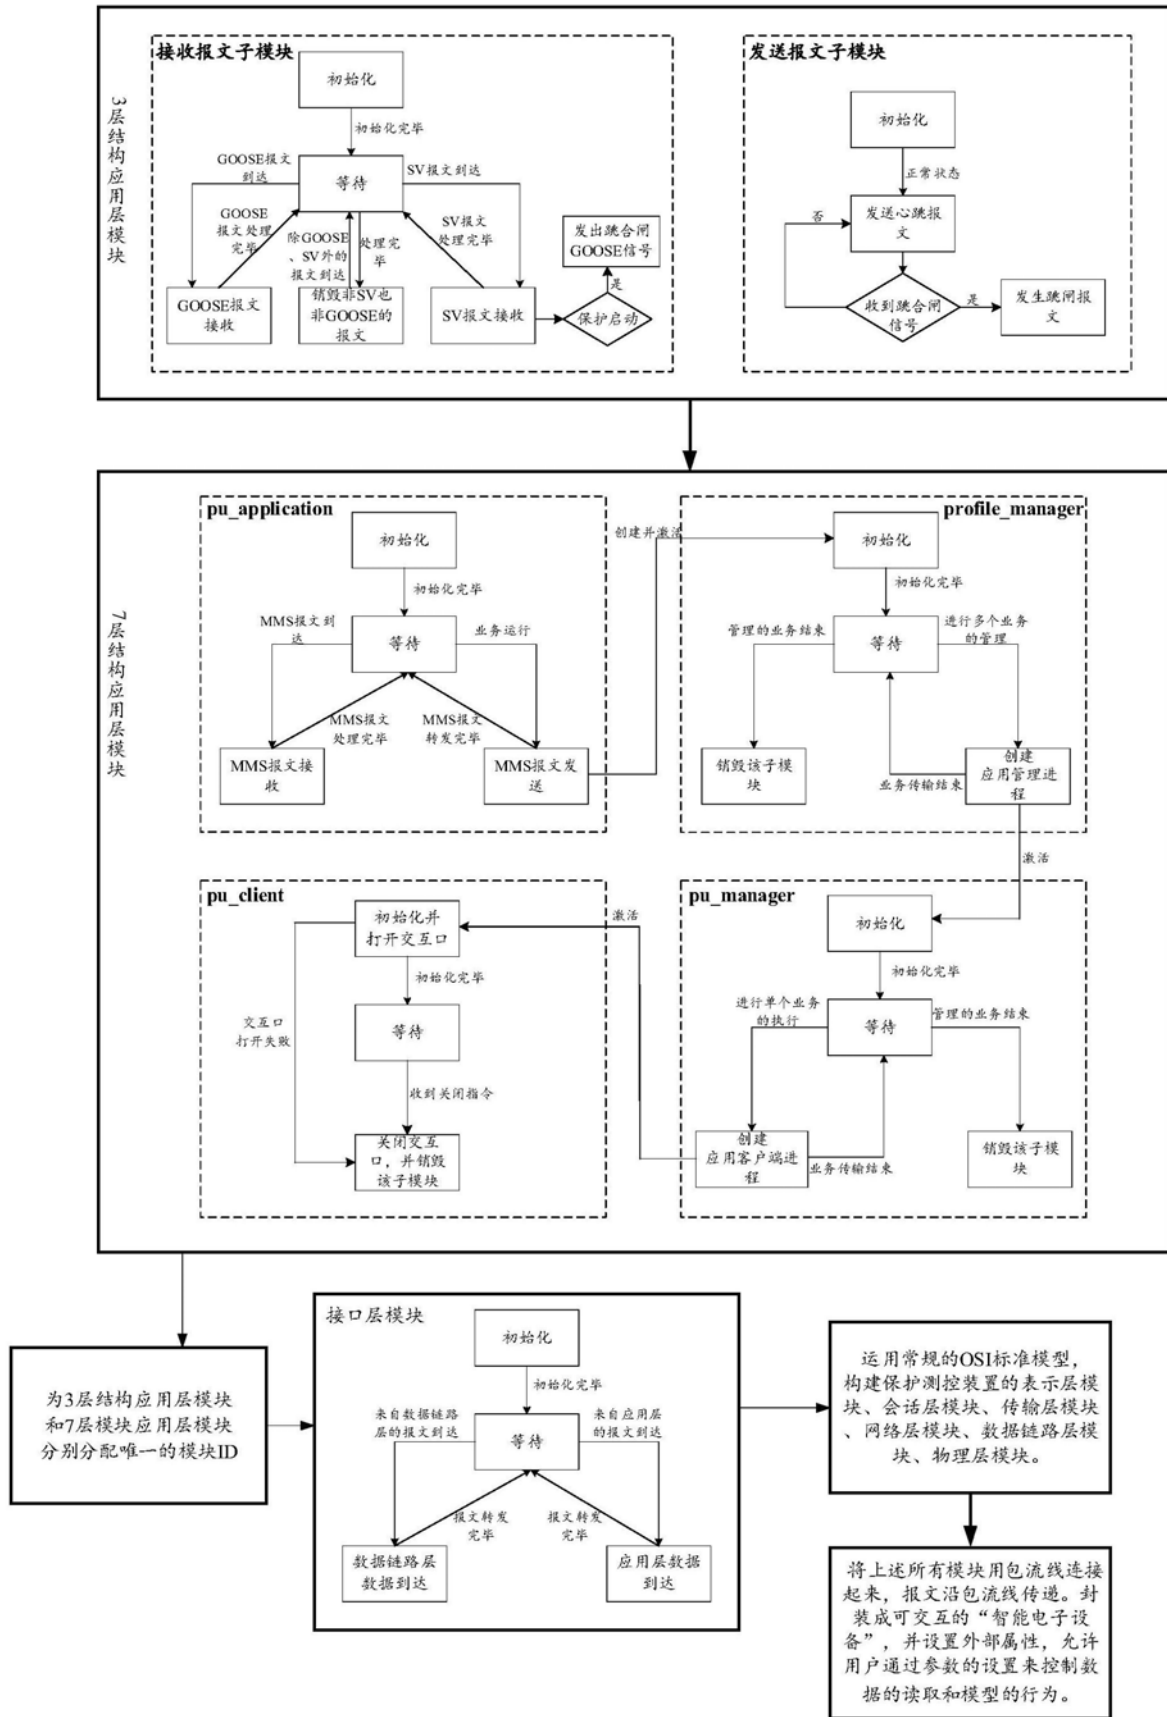 3层结构应用层模块
接收报文子模块
初始化
初始化完毕
GOOSE报文
到达
等待
SV报文到达
GOOSE
报文处理
完毕
除GOOSE
、SV外的
报文到达
处理完
毕
SV报文
处理完毕
发出跳合闸
GOOSE信号
是
GOOSE报文
接收
销毁非SV也
非GOOSE的
报文
SV报文接收
保护启动
发送报文子模块
初始化
正常状态
否
发送心跳报
文
收到跳合闸
信号
是
发生跳闸报
文
7层结构应用层模块
pu_application
初始化
初始化完毕
MMS报文到
达
等待
业务运行
MMS报文
处理完毕
MMS报文
转发完毕
MMS报文接
收
MMS报文发
送
创建并激活
profile_manager
初始化
初始化完毕
管理的业务结束
等待
进行多个业务
的管理
销毁该子模
块
业务传输结束
创建
应用管理进
程
激活
pu_client
初始化并
打开交互口
初始化完毕
交互口
打开失败
等待
收到关闭指令
关闭交互
口，并销毁
该子模块
激活
pu_manager
初始化
初始化完毕
进行单个业务
的执行
等待
管理的业务结束
创建
应用客户端进
程
业务传输结束
销毁该子模
块
为3层结构应用层模块
和7层模块应用层模块
分别分配唯一的模块ID
接口层模块
初始化
初始化完毕
来自数据链路
层的报文到达
等待
来自应用层
的报文到达
报文转发
完毕
报文转发
完毕
数据链路层
数据到达
应用层数据
到达
运用常规的OSI标准模型，
构建保护测控装置的表示层模
块、会话层模块、传输层模块
、网络层模块、数据链路层模
块、物理层模块。
将上述所有模块用包流线连接
起来，报文沿包流线传递。封
装成可交互的“智能电子设
备”，并设置外部属性，允许
用户通过参数的设置来控制数
据的读取和模型的行为。